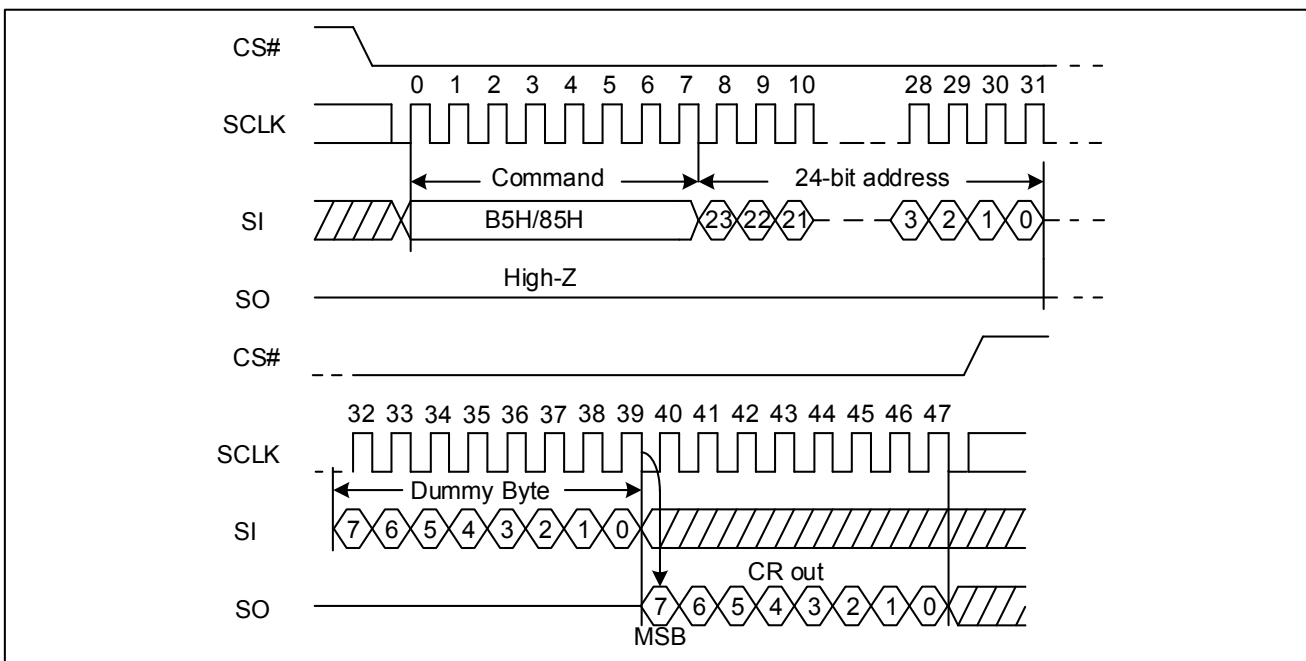 CS#
0 1 2 3 4 5 6 7 8 9 10 28 29 30 31
SCLK
Command 24-bit address
SI B5H/85H 23 22 21 3 2 1 0
High-Z
SO
CS#
32 33 34 35 36 37 38 39 40 41 42 43 44 45 46 47
SCLK
Dummy Byte
SI 7 6 5 4 3 2 1 0
CR out
SO 7 6 5 4 3 2 1 0
MSB